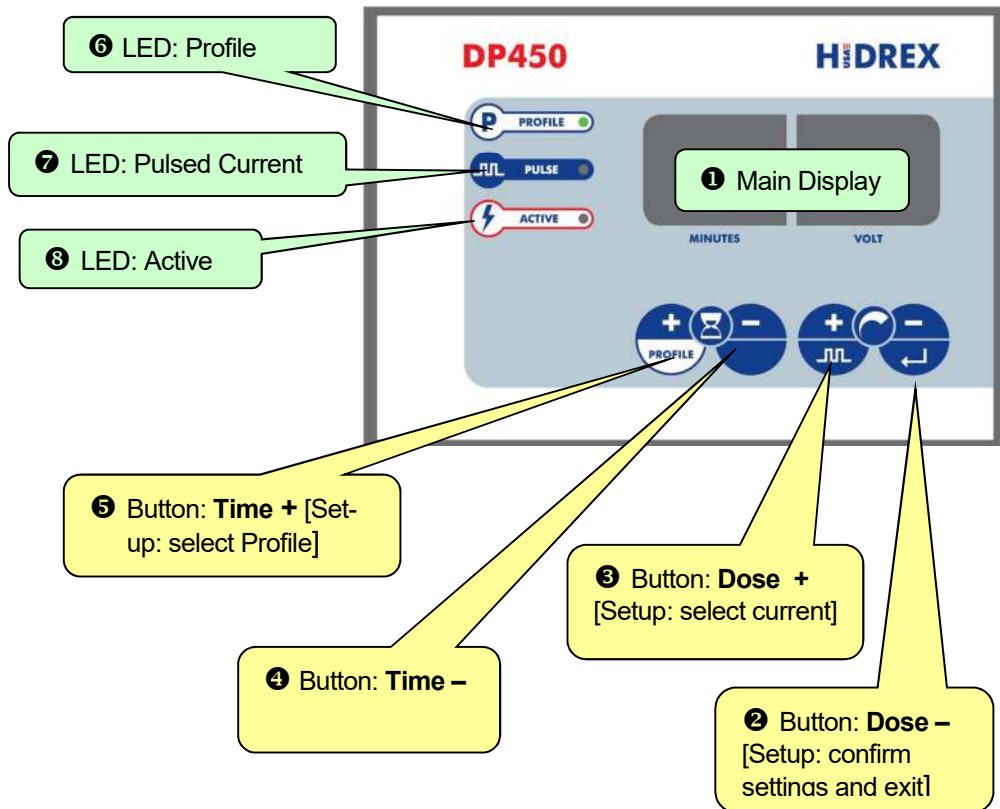 ❻ LED: Profile
DP450
HIDREX
USA
P PROFILE
❼ LED: Pulsed Current
PULSE
❶ Main Display
ACTIVE
MINUTES
VOLT
❽ LED: Active
+ −
+ −
PROFILE
❺ Button: Time + [Set-
up: select Profile]
❸ Button: Dose +
[Setup: select current]
❹ Button: Time –
❷ Button: Dose –
[Setup: confirm
settings and exit]